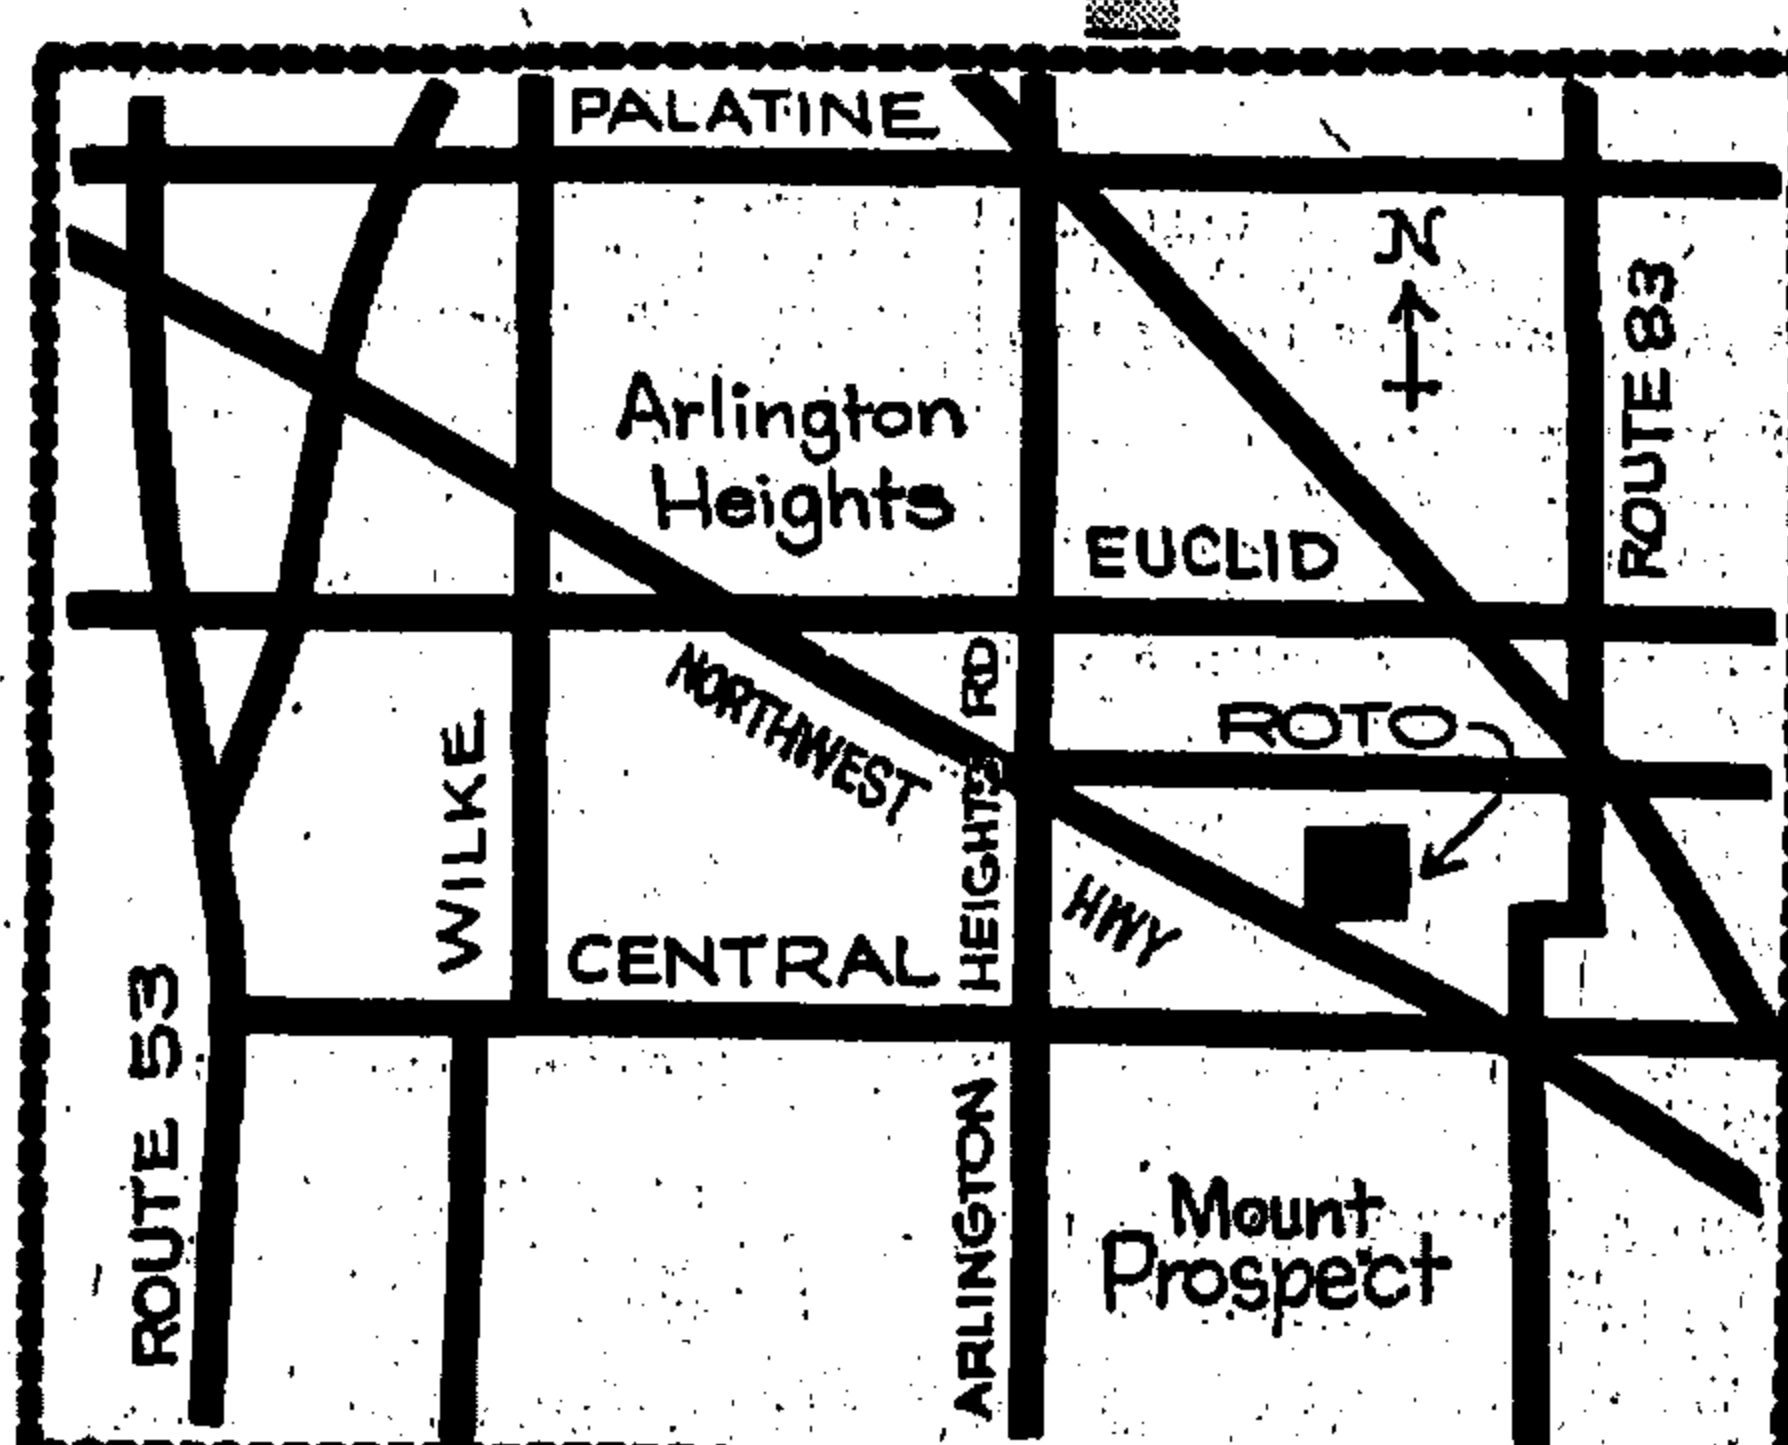 PALATINE
N
ROUTE 83
Arlington
Heights
EUCLID
NORTHWEST
HWY
ROTO
WILKE
CENTRAL
ARLINGTON HEIGHTS RD
ROUTE 53
Mount
Prospect